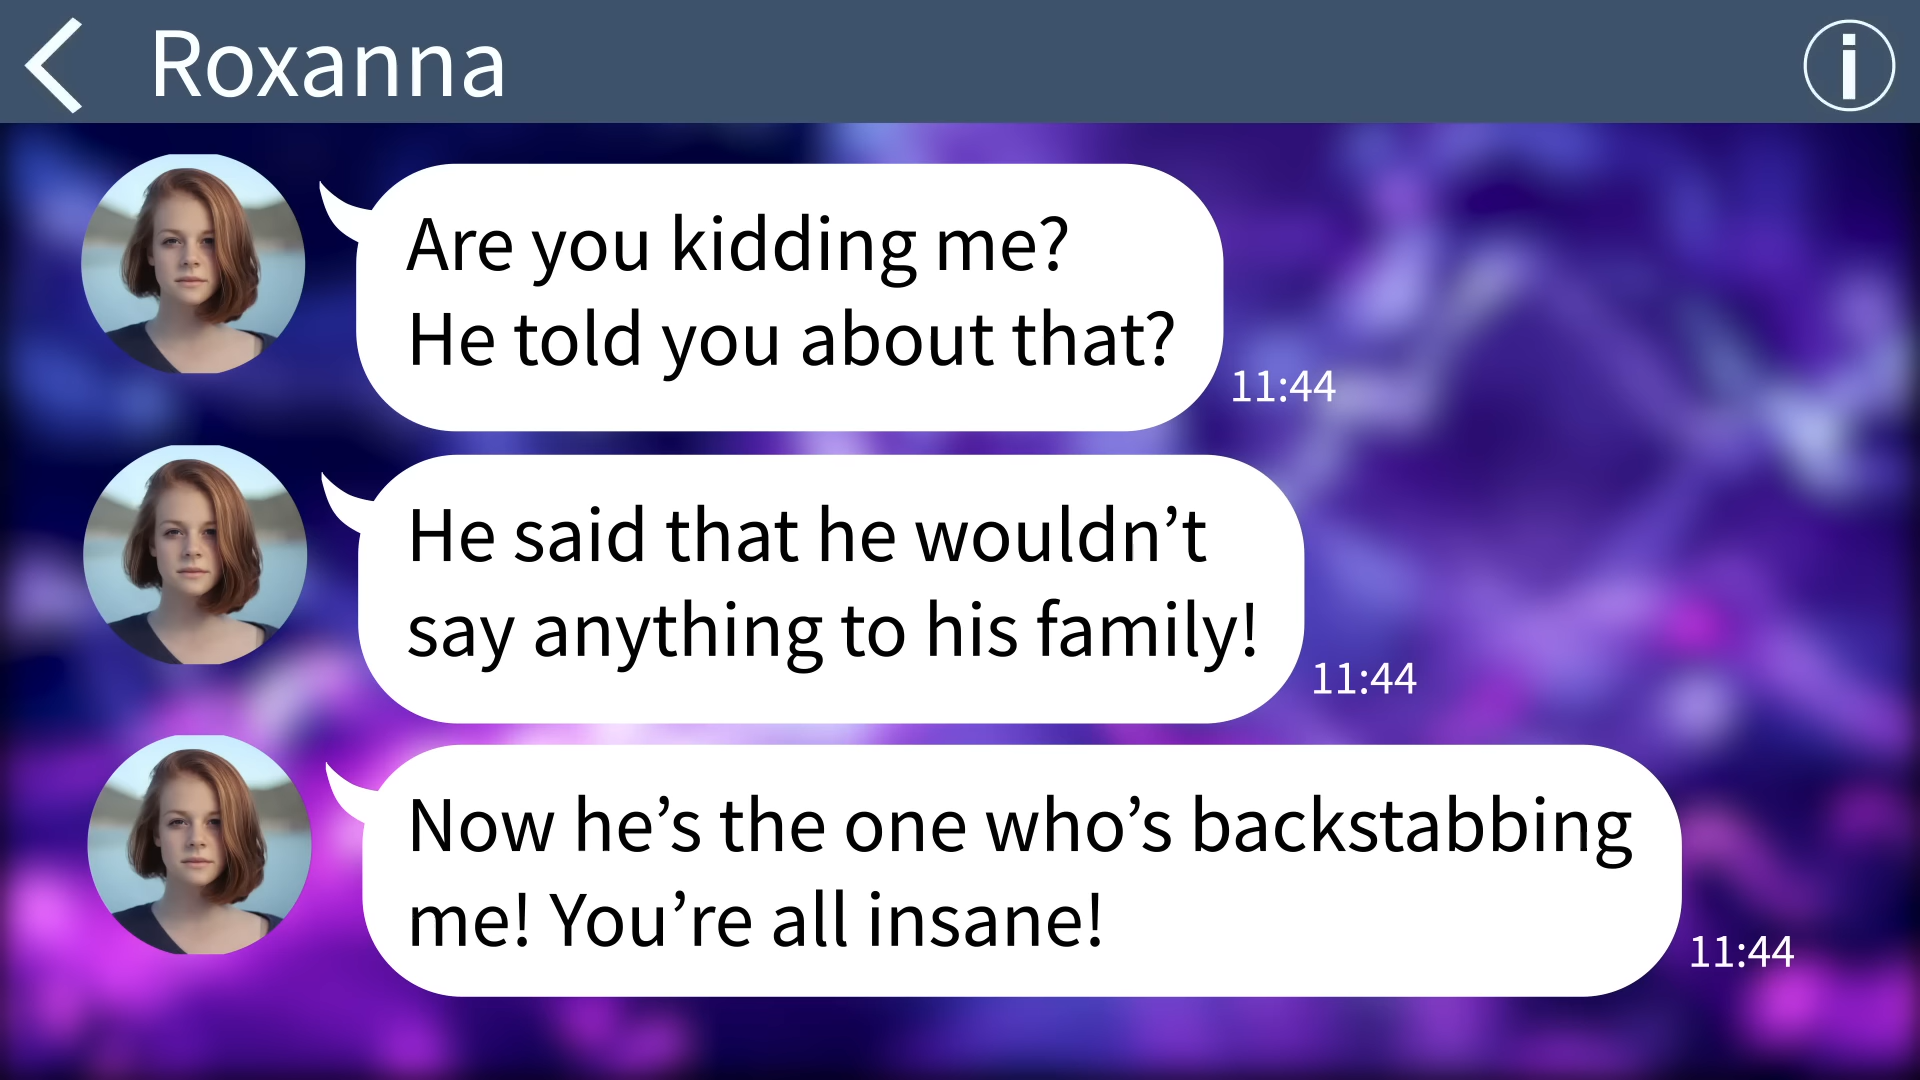 Roxanna
Are you kidding me?
He told you about that?
11:44
He said that he wouldn’t
say anything to his family!
11:44
Now he’s the one who’s backstabbing
me! You’re all insane!
11:44